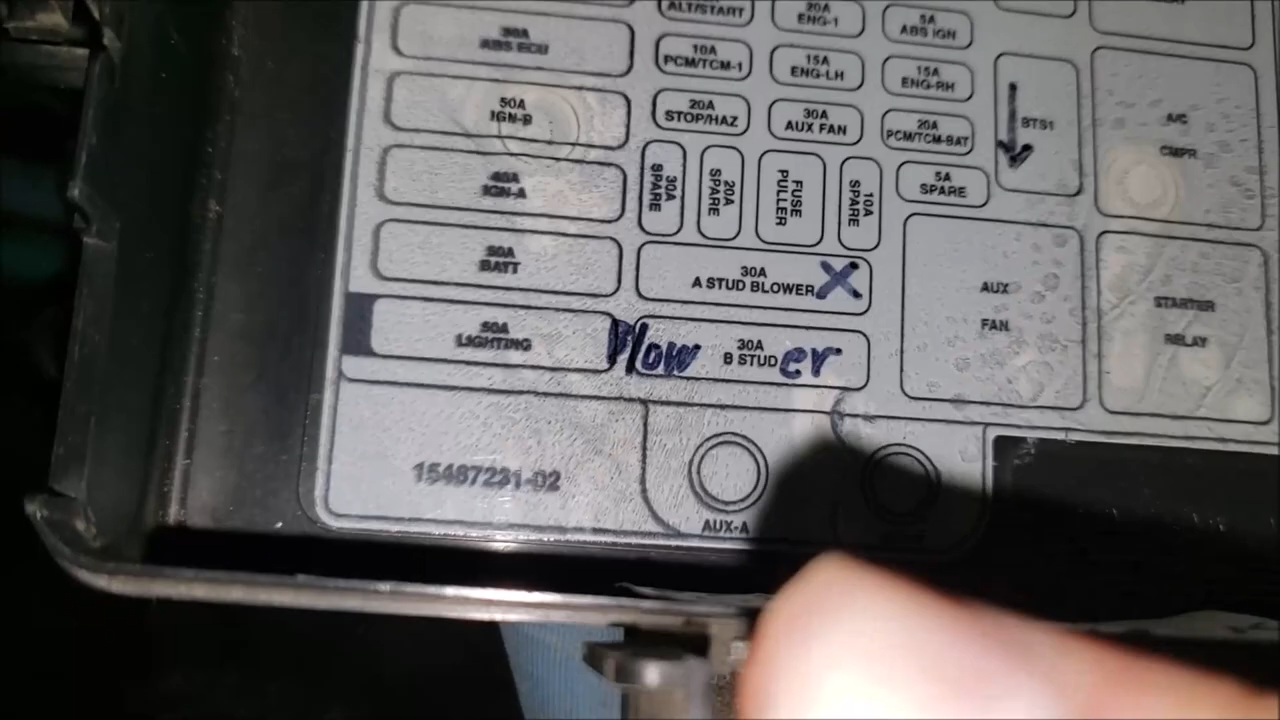 ALT/START
20A
ENG-1
5A
ABS IGN
30A
ABS ECU
10A
PCM/TCM-1
15A
ENG-LH
15A
ENG-RH
50A
IGN-B
20A
STOP/HAZ
30A
AUX FAN
20A
PCM/TCM-BAT
BTS1
A/C
CMPR
40A
IGN-A
30A
SPARE
20A
SPARE
FUSE
PULLER
10A
SPARE
5A
SPARE
50A
BATT
30A
A STUD BLOWER X
AUX
FAN
STARTER
RELAY
50A
LIGHTING
30A
Blow B STUD er
15487231-02
AUX-A